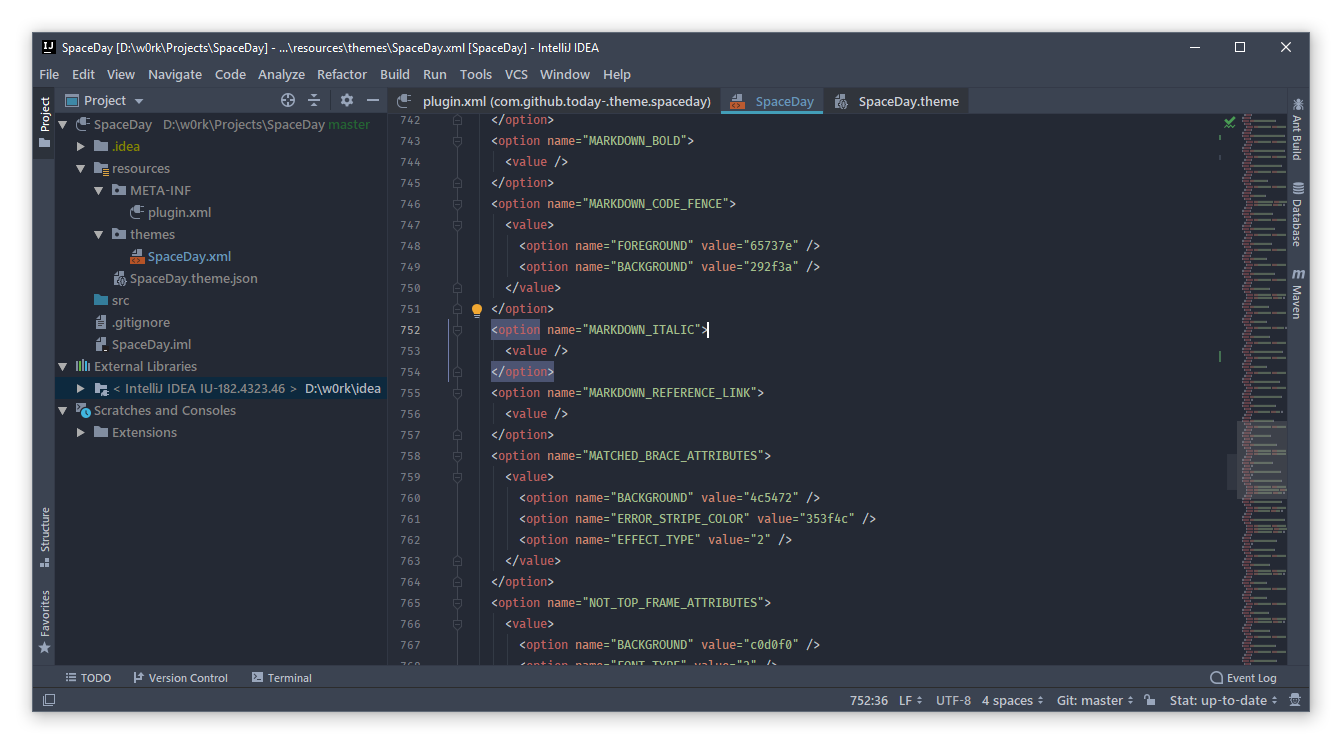 SpaceDay [D:\w0rk\Projects\SpaceDay] - ...\resources\themes\SpaceDay.xml [SpaceDay] - IntelliJ IDEA
File Edit View Navigate Code Analyze Refactor Build Run Tools VCS Window Help
Project
Project
plugin.xml (com.github.today-.theme.spaceday)
SpaceDay
SpaceDay.theme
SpaceDay D:\w0rk\Projects\SpaceDay master
.idea
resources
META-INF
plugin.xml
themes
SpaceDay.xml
SpaceDay.theme.json
src
.gitignore
SpaceDay.iml
External Libraries
< IntelliJ IDEA IU-182.4323.46 > D:\w0rk\idea
Scratches and Consoles
Extensions
Structure
Favorites
742 </option>
743 <option name="MARKDOWN_BOLD">
744 <value />
745 </option>
746 <option name="MARKDOWN_CODE_FENCE">
747 <value>
748 <option name="FOREGROUND" value="65737e" />
749 <option name="BACKGROUND" value="292f3a" />
750 </value>
751 </option>
752 <option name="MARKDOWN_ITALIC">
753 <value />
754 </option>
755 <option name="MARKDOWN_REFERENCE_LINK">
756 <value />
757 </option>
758 <option name="MATCHED_BRACE_ATTRIBUTES">
759 <value>
760 <option name="BACKGROUND" value="4c5472" />
761 <option name="ERROR_STRIPE_COLOR" value="353f4c" />
762 <option name="EFFECT_TYPE" value="2" />
763 </value>
764 </option>
765 <option name="NOT_TOP_FRAME_ATTRIBUTES">
766 <value>
767 <option name="BACKGROUND" value="c0d0f0" />
768 <option name="FONT_TYPE" value="2" />
Ant Build
Database
Maven
TODO Version Control Terminal Event Log
752:36 LF UTF-8 4 spaces Git: master Stat: up-to-date